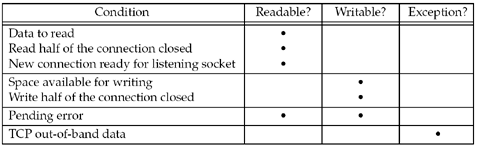 Condition Readable? Writable? Exception?
Data to read •
Read half of the connection closed •
New connection ready for listening socket •
Space available for writing •
Write half of the connection closed •
Pending error • •
TCP out-of-band data •